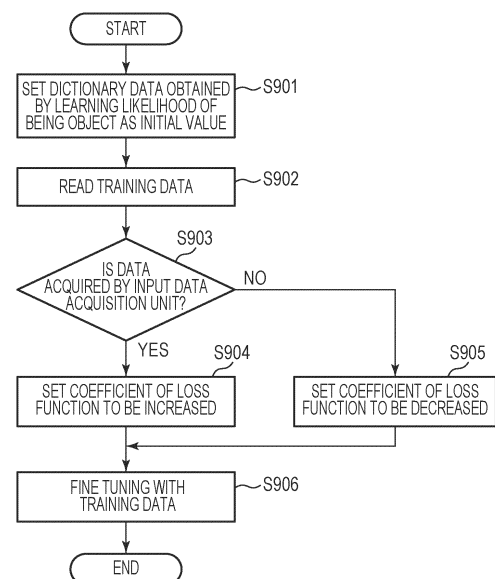 START
SET DICTIONARY DATA OBTAINED
BY LEARNING LIKELIHOOD OF
BEING OBJECT AS INITIAL VALUE
S901
READ TRAINING DATA
S902
S903
IS DATA
ACQUIRED BY INPUT DATA
ACQUISITION UNIT?
NO
YES
S904
SET COEFFICIENT OF LOSS
FUNCTION TO BE INCREASED
S905
SET COEFFICIENT OF LOSS
FUNCTION TO BE DECREASED
FINE TUNING WITH
TRAINING DATA
S906
END